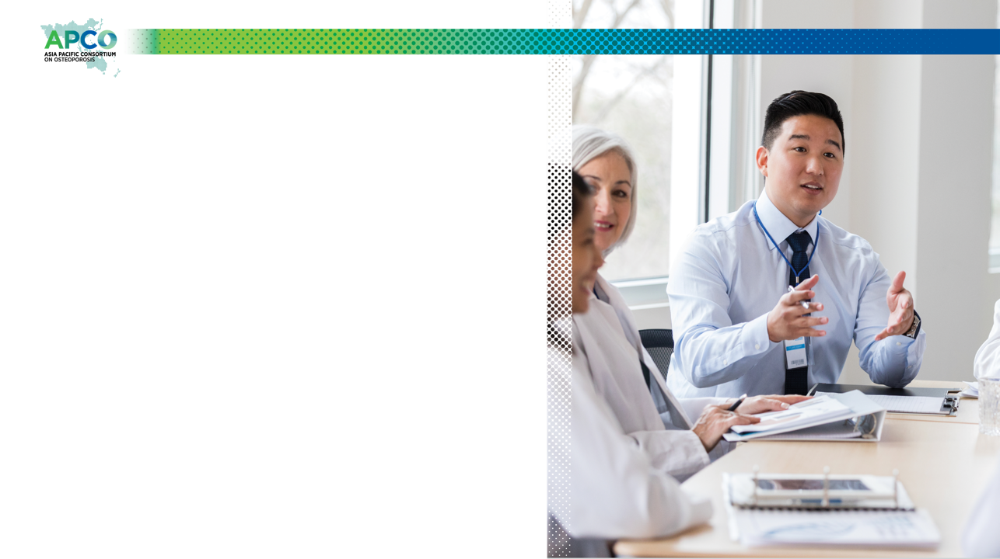 APCO
ASIA PACIFIC CONSORTIUM
ON OSTEOPOROSIS